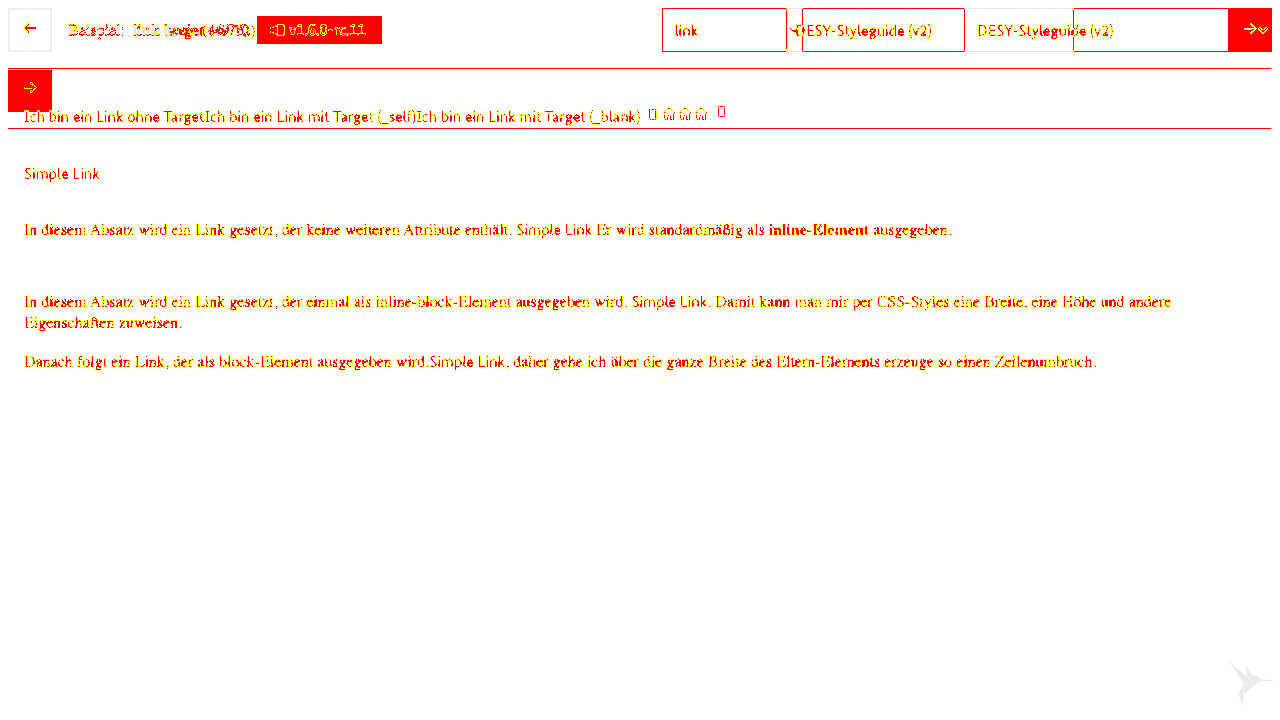 Beispiel: link
v1.6.0-rc.11
link
DESY-Styleguide (v2)
DESY-Styleguide (v2)
Ich bin ein Link ohne TargetIch bin ein Link mit Target (_self)Ich bin ein Link mit Target (_blank)
Simple Link
In diesem Absatz wird ein Link gesetzt, der keine weiteren Attribute enthält. Simple Link Er wird standardmäßig als inline-Element ausgegeben.
In diesem Absatz wird ein Link gesetzt, der einmal als inline-block-Element ausgegeben wird. Simple Link. Damit kann man mir per CSS-Styles eine Breite, eine Höhe und andere
Eigenschaften zuweisen.
Danach folgt ein Link, der als block-Element ausgegeben wird.Simple Link, daher gehe ich über die ganze Breite des Eltern-Elements erzeuge so einen Zeilenumbruch.